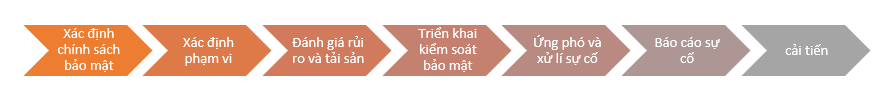 Xác định
chính sách
bảo mật
Xác định
phạm vi
Đánh giá rủi
ro và tải sản
Triển khai
kiểm soát
bảo mật
Ứng phó và
xử lí sự cố
Báo cáo sự
cố
cải tiến